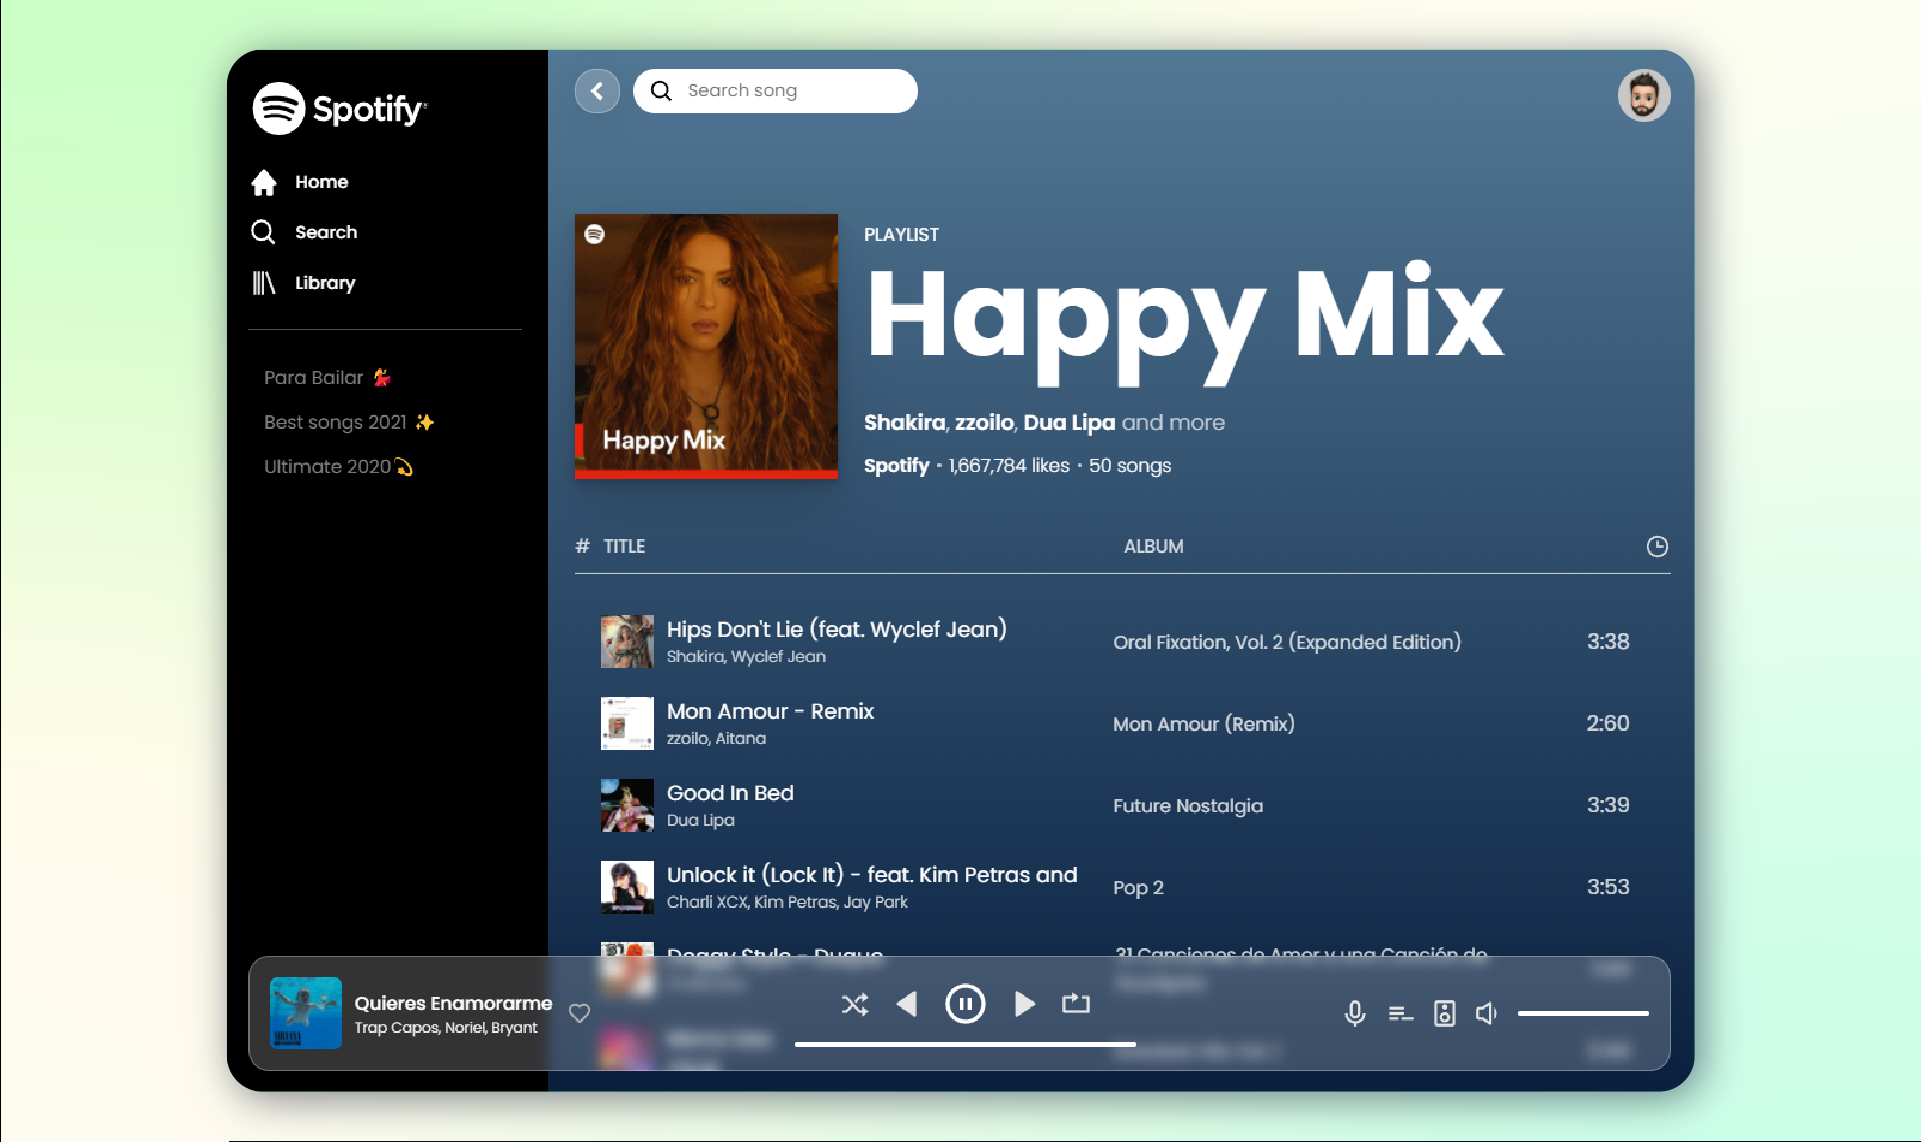 Spotify
Search song
Home
Search
Library
Para Bailar 💃
Best songs 2021 ✨
Ultimate 2020 💫
Happy Mix
PLAYLIST
Happy Mix
Shakira, zzoilo, Dua Lipa and more
Spotify · 1,667,784 likes · 50 songs
# TITLE ALBUM
Hips Don't Lie (feat. Wyclef Jean)
Shakira, Wyclef Jean
Oral Fixation, Vol. 2 (Expanded Edition)
3:38
Mon Amour - Remix
zzoilo, Aitana
Mon Amour (Remix)
2:60
Good In Bed
Dua Lipa
Future Nostalgia
3:39
Unlock it (Lock It) - feat. Kim Petras and
Charli XCX, Kim Petras, Jay Park
Pop 2
3:53
Doggy Style - Duque
31 Canciones de Amor y una Canción de
Quieres Enamorarme
Trap Capos, Noriel, Bryant
NIRVANA